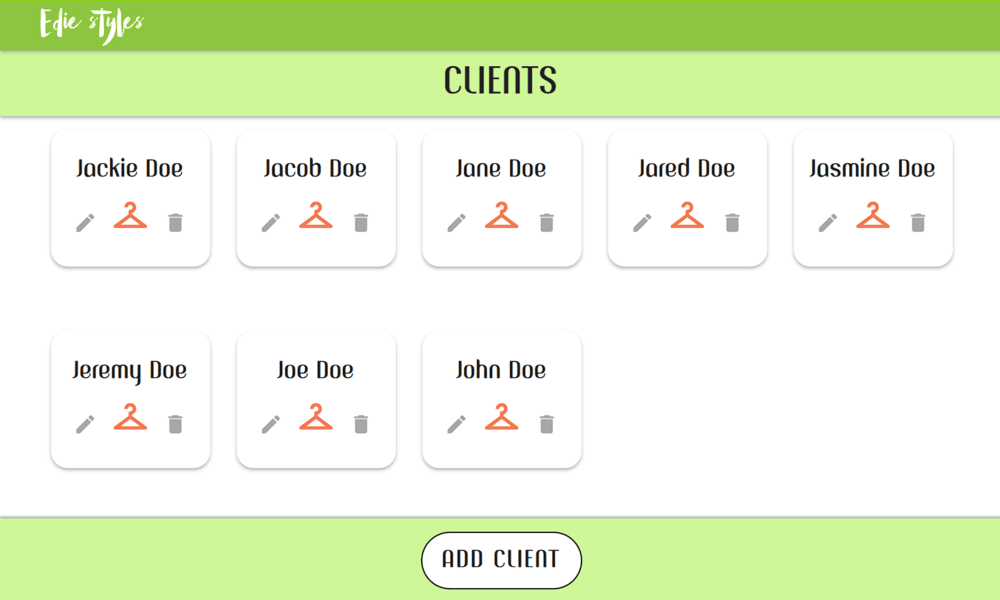 Edie styles
CLIENTS
Jackie Doe
Jacob Doe
Jane Doe
Jared Doe
Jasmine Doe
Jeremy Doe
Joe Doe
John Doe
ADD CLIENT